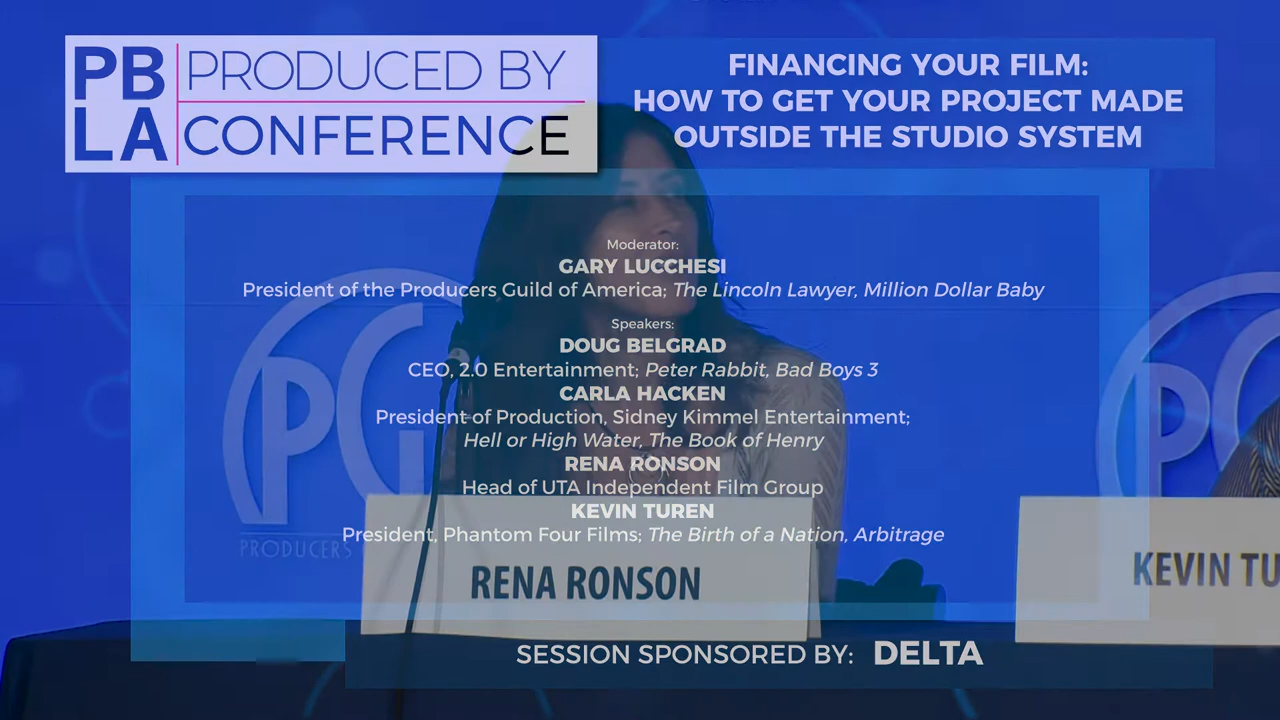 PB
LA
PRODUCED BY
CONFERENCE
FINANCING YOUR FILM:
HOW TO GET YOUR PROJECT MADE
OUTSIDE THE STUDIO SYSTEM
Moderator:
GARY LUCCHESI
President of the Producers Guild of America; The Lincoln Lawyer, Million Dollar Baby
Speakers:
DOUG BELGRAD
CEO, 2.0 Entertainment; Peter Rabbit, Bad Boys 3
CARLA HACKEN
President of Production, Sidney Kimmel Entertainment;
Hell or High Water, The Book of Henry
RENA RONSON
Head of UTA Independent Film Group
KEVIN TUREN
President, Phantom Four Films; The Birth of a Nation, Arbitrage
PG
PRODUCERS
PG
RENA RONSON
KEVIN TU
SESSION SPONSORED BY: DELTA